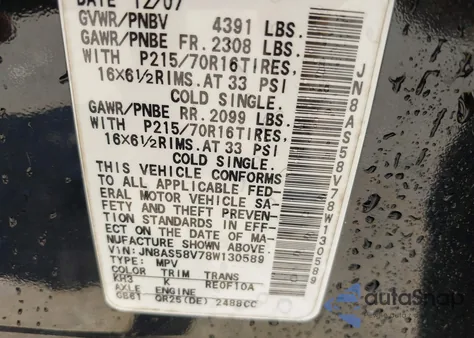 DATE 12/07
GVWR/PNBV 4391 LBS.
GAWR/PNBE FR. 2308 LBS.
WITH P215/70R16TIRES,
16X6½RIMS. AT 33 PSI
COLD SINGLE.
GAWR/PNBE RR. 2099 LBS.
WITH P215/70R16TIRES,
16X6½RIMS. AT 33 PSI
COLD SINGLE.
THIS VEHICLE CONFORMS
TO ALL APPLICABLE FED-
ERAL MOTOR VEHICLE SA-
FETY AND THEFT PREVEN-
TION STANDARDS IN EFF-
ECT ON THE DATE OF MA-
NUFACTURE SHOWN ABOVE.
VIN: JN8AS58V78W130589
TYPE: MPV
COLOR TRIM TRANS
KH3 K RE0F10A
AXLE ENGINE
GB61 QR25(DE) 2488CC
JN8AS58V78W130589
autoSnap